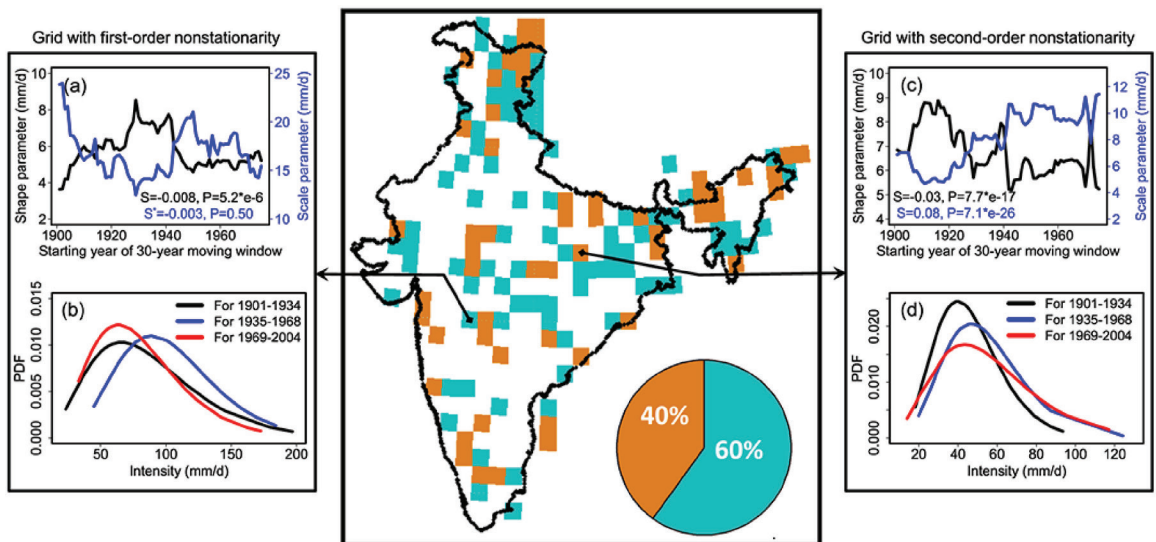 Grid with first-order nonstationarity
(a)
Shape parameter (mm/d)
10
8
6
4
2
25
20
15
10
Scale parameter (mm/d)
S=-0.008, P=5.2*e-6
S*=-0.003, P=0.50
1901 1929 1960
Starting year of 30-year moving window
(b)
For 1901-1934
For 1935-1968
For 1969-2004
PDF
0.015
0.010
0.005
0.000
50 100 150 200
Intensity (mm/d)
40%
60%
Grid with second-order nonstationarity
(c)
Shape parameter (mm/d)
10
9
8
7
6
5
4
12
10
8
6
4
2
Scale parameter (mm/d)
S=-0.03, P=7.7*e-17
S=0.08, P=7.1*e-26
1900 1920 1940 1960
Starting year of 30-year moving window
(d)
For 1901-1934
For 1935-1968
For 1969-2004
PDF
0.020
0.010
0.000
20 40 60 80 100 120
Intensity (mm/d)